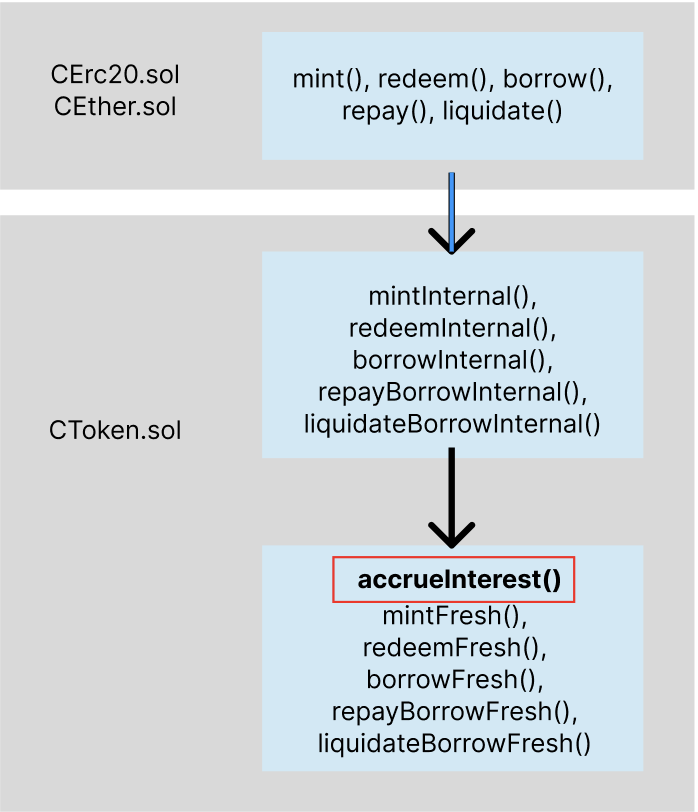 CErc20.sol
CEther.sol
mint(), redeem(), borrow(),
repay(), liquidate()
CToken.sol
mintInternal(),
redeemInternal(),
borrowInternal(),
repayBorrowInternal(),
liquidateBorrowInternal()
accrueInterest()
mintFresh(),
redeemFresh(),
borrowFresh(),
repayBorrowFresh(),
liquidateBorrowFresh()